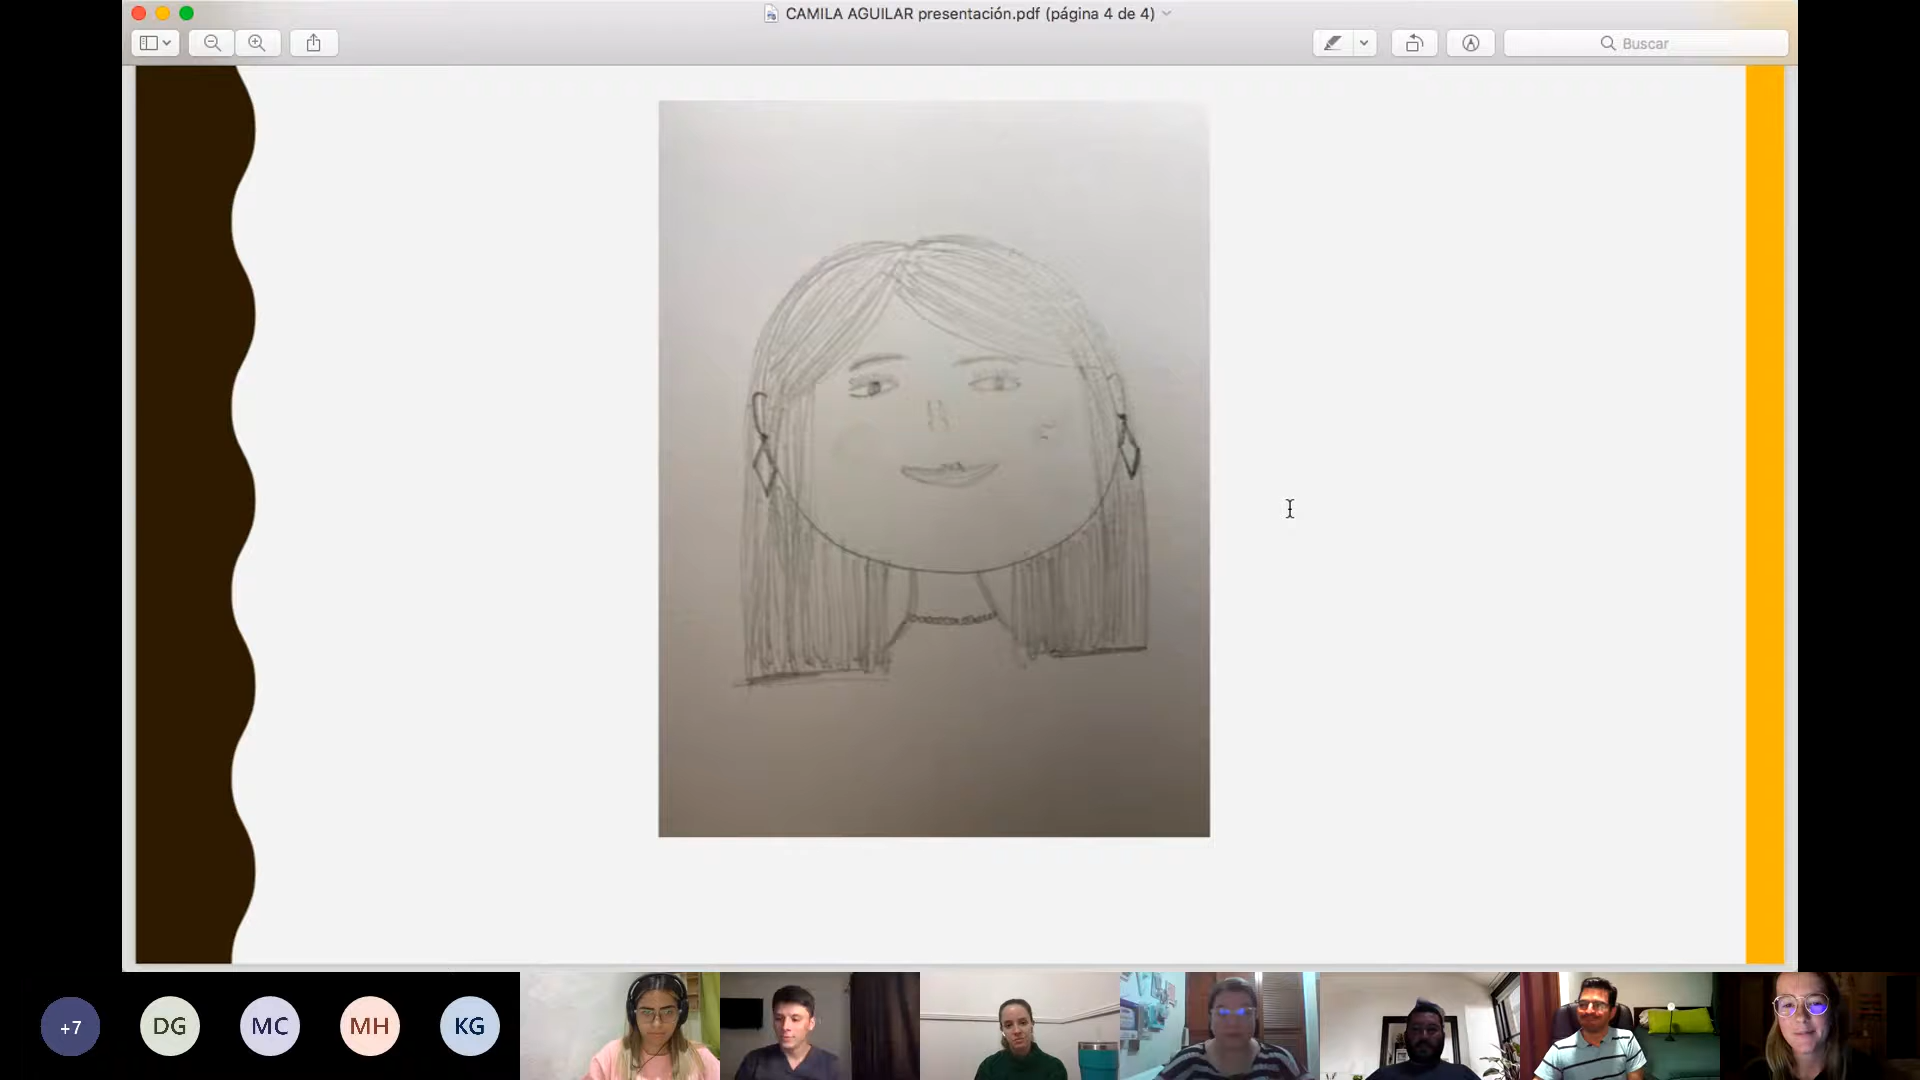 CAMILA AGUILAR presentación.pdf (página 4 de 4)
Buscar
+7
DG
MC
MH
KG